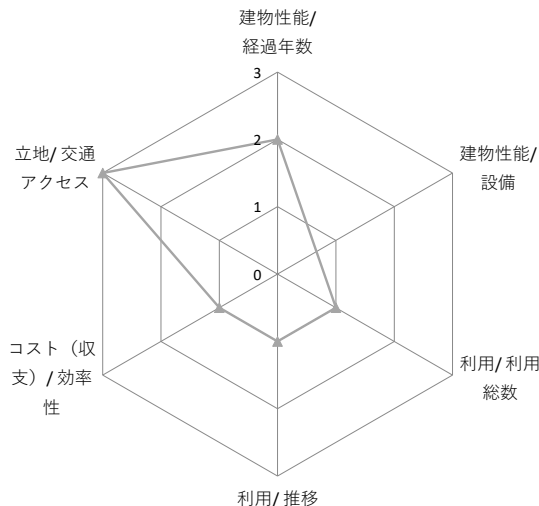 建物性能/
経過年数
3
立地/ 交通
アクセス
2
建物性能/
設備
1
0
コスト（収
支）/ 効率
性
利用/ 利用
総数
利用/ 推移